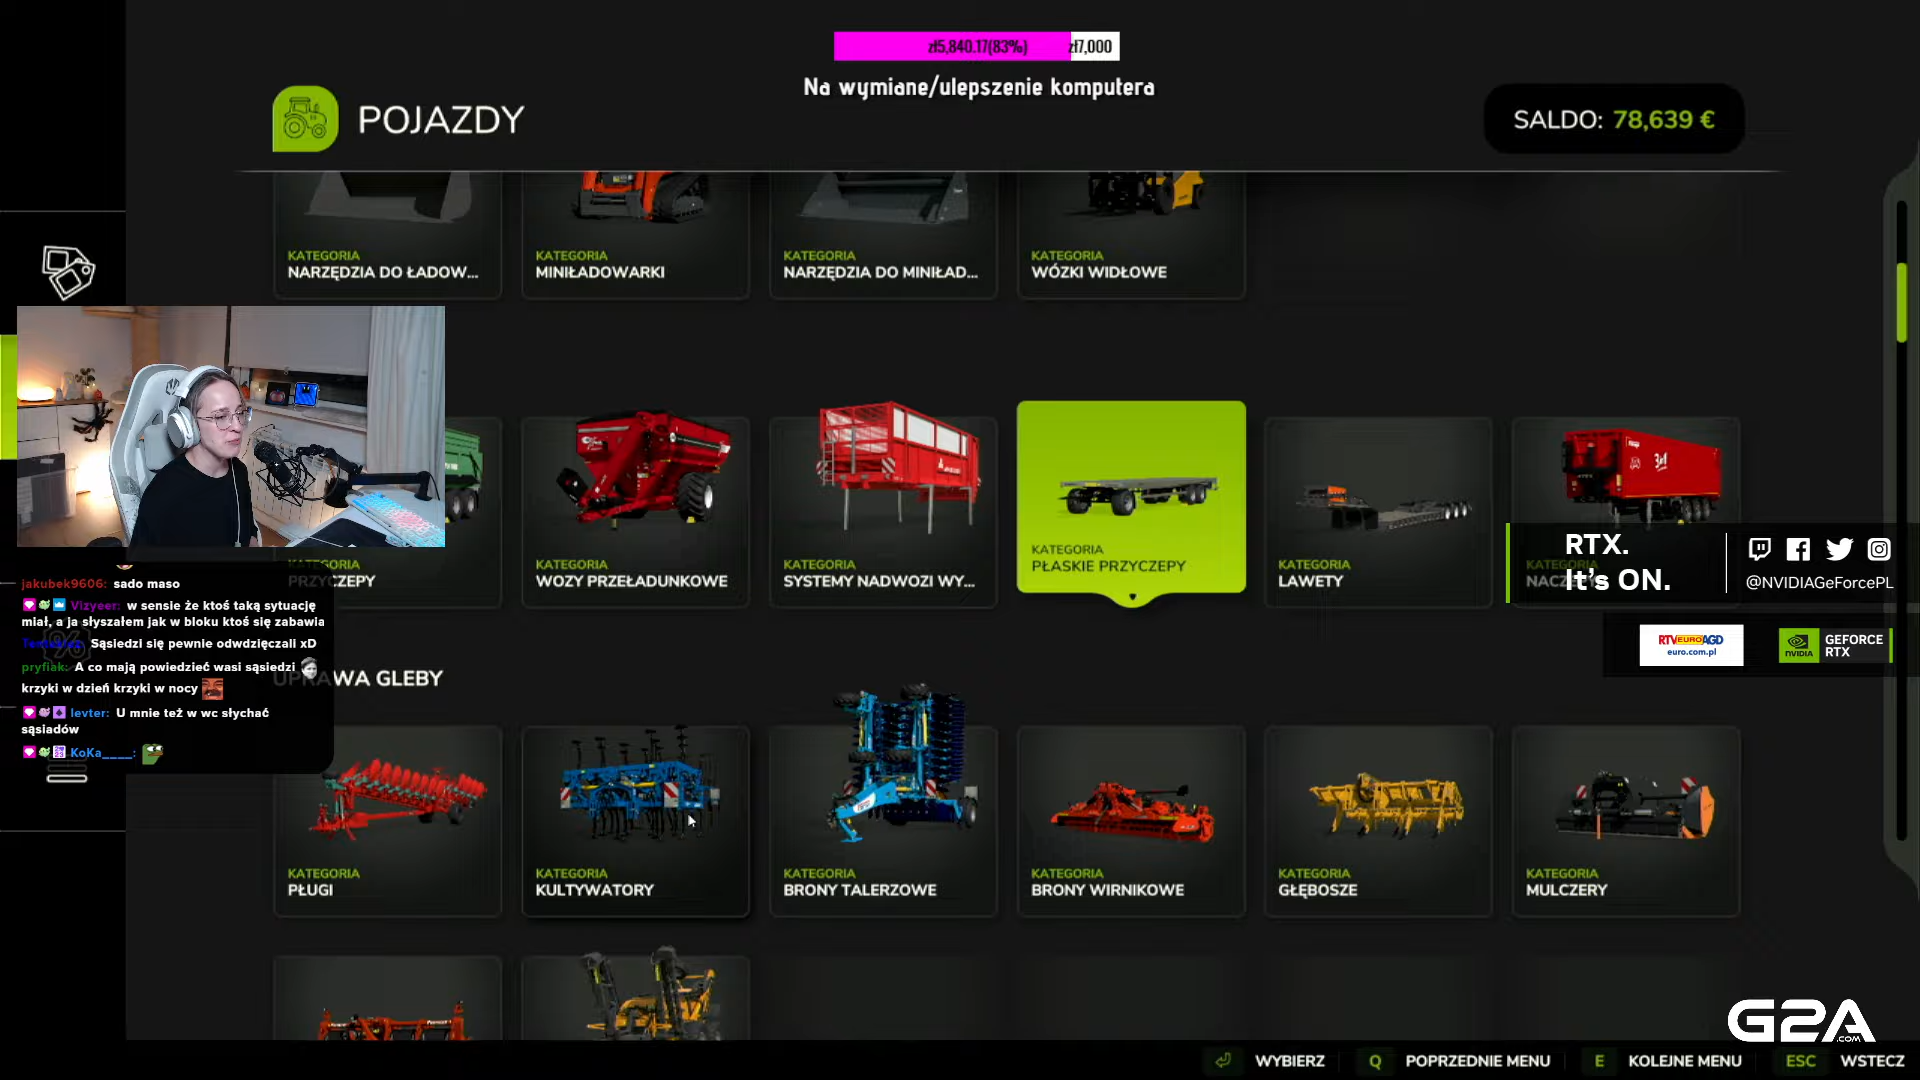 zł5,840.17(83%)
zł7,000
Na wymiane/ulepszenie komputera
POJAZDY
SALDO: 78,639 €
KATEGORIA
NARZĘDZIA DO ŁADOW...
KATEGORIA
MINIŁADOWARKI
KATEGORIA
NARZĘDZIA DO MINIŁAD...
KATEGORIA
WÓZKI WIDŁOWE
KATEGORIA
PRZYCZEPY
KATEGORIA
WOZY PRZEŁADUNKOWE
KATEGORIA
SYSTEMY NADWOZI WY...
KATEGORIA
PŁASKIE PRZYCZEPY
KATEGORIA
LAWETY
RTX.
It's ON.
@NVIDIAGeForcePL
RTV EURO AGD
euro.com.pl
NVIDIA
GEFORCE
RTX
jakubek9606: sado maso
Vizyeer: w sensie że ktoś taką sytuację
miał, a ja słyszałem jak w bloku ktoś się zabawia
Sąsiedzi się pewnie odwdzięczali xD
pryfiak: A co mają powiedzieć wasi sąsiedzi
krzyki w dzień krzyki w nocy
levter: U mnie też w wc słychać
sąsiadów
KoKa____:
UPRAWA GLEBY
KATEGORIA
PŁUGI
KATEGORIA
KULTYWATORY
KATEGORIA
BRONY TALERZOWE
KATEGORIA
BRONY WIRNIKOWE
KATEGORIA
GŁĘBOSZE
KATEGORIA
MULCZERY
G2A
.COM
WYBIERZ
Q POPRZEDNIE MENU
E KOLEJNE MENU
ESC WSTECZ